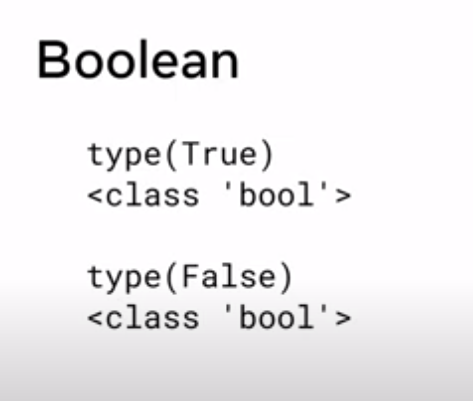 Boolean
type(True)
<class 'bool'>
type(False)
<class 'bool'>